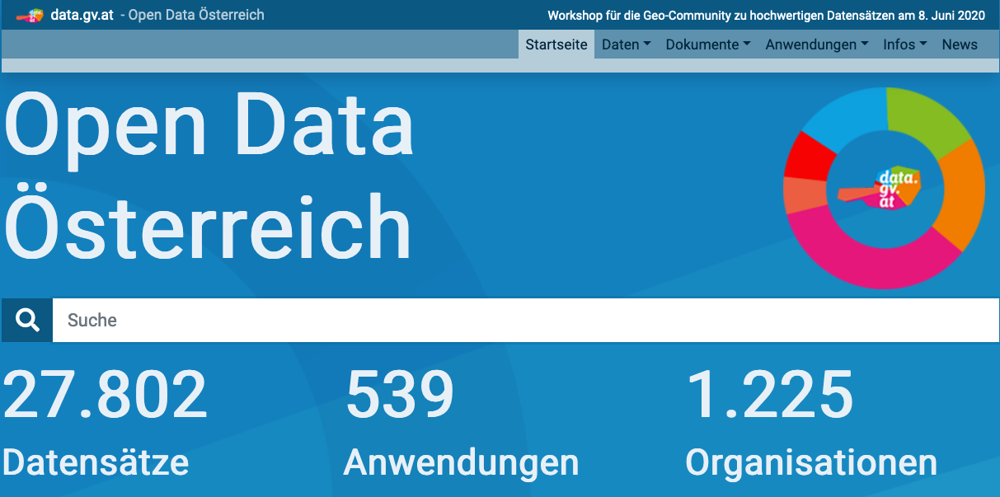 data.gv.at - Open Data Österreich
Workshop für die Geo-Community zu hochwertigen Datensätzen am 8. Juni 2020
Startseite Daten Dokumente Anwendungen Infos News
Open Data
Österreich
data.
gv.
at
Suche
27.802 539 1.225
Datensätze Anwendungen Organisationen